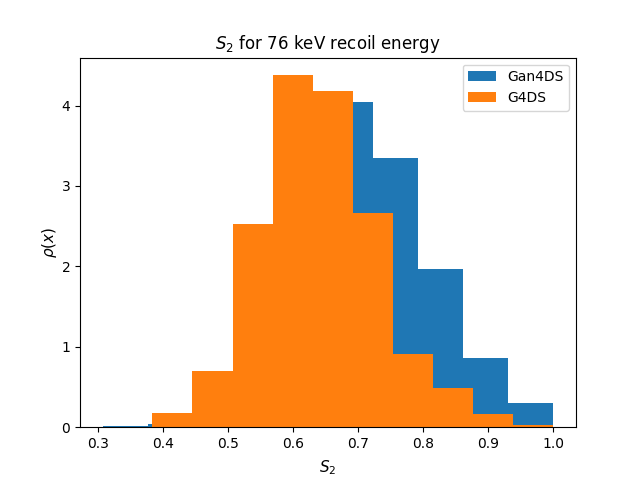 S₂ for 76 keV recoil energy
Gan4DS
G4DS
ρ(x)
4
3
2
1
0
0.3 0.4 0.5 0.6 0.7 0.8 0.9 1.0
S₂